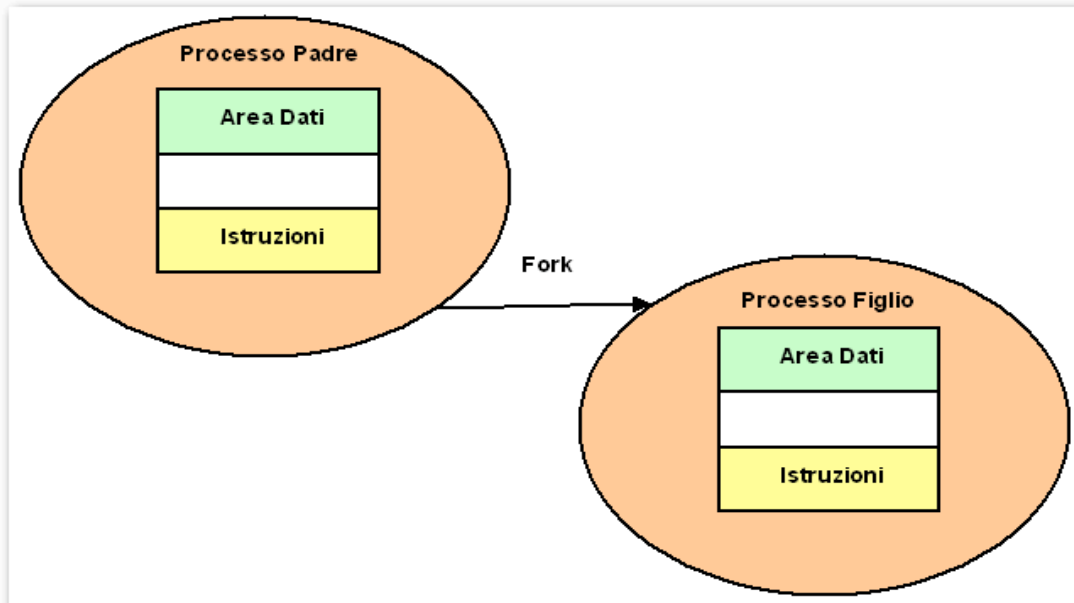 Processo Padre
Area Dati
Istruzioni
Fork
Processo Figlio
Area Dati
Istruzioni